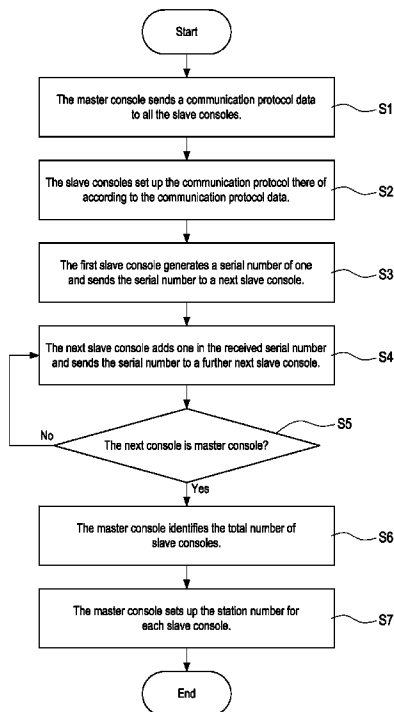 Start
The master console sends a communication protocol data
to all the slave consoles.
S1
The slave consoles set up the communication protocol there of
according to the communication protocol data.
S2
The first slave console generates a serial number of one
and sends the serial number to a next slave console.
S3
The next slave console adds one in the received serial number
and sends the serial number to a further next slave console.
S4
No
The next console is master console?
S5
Yes
The master console identifies the total number of
slave consoles.
S6
The master console sets up the station number for
each slave console.
S7
End